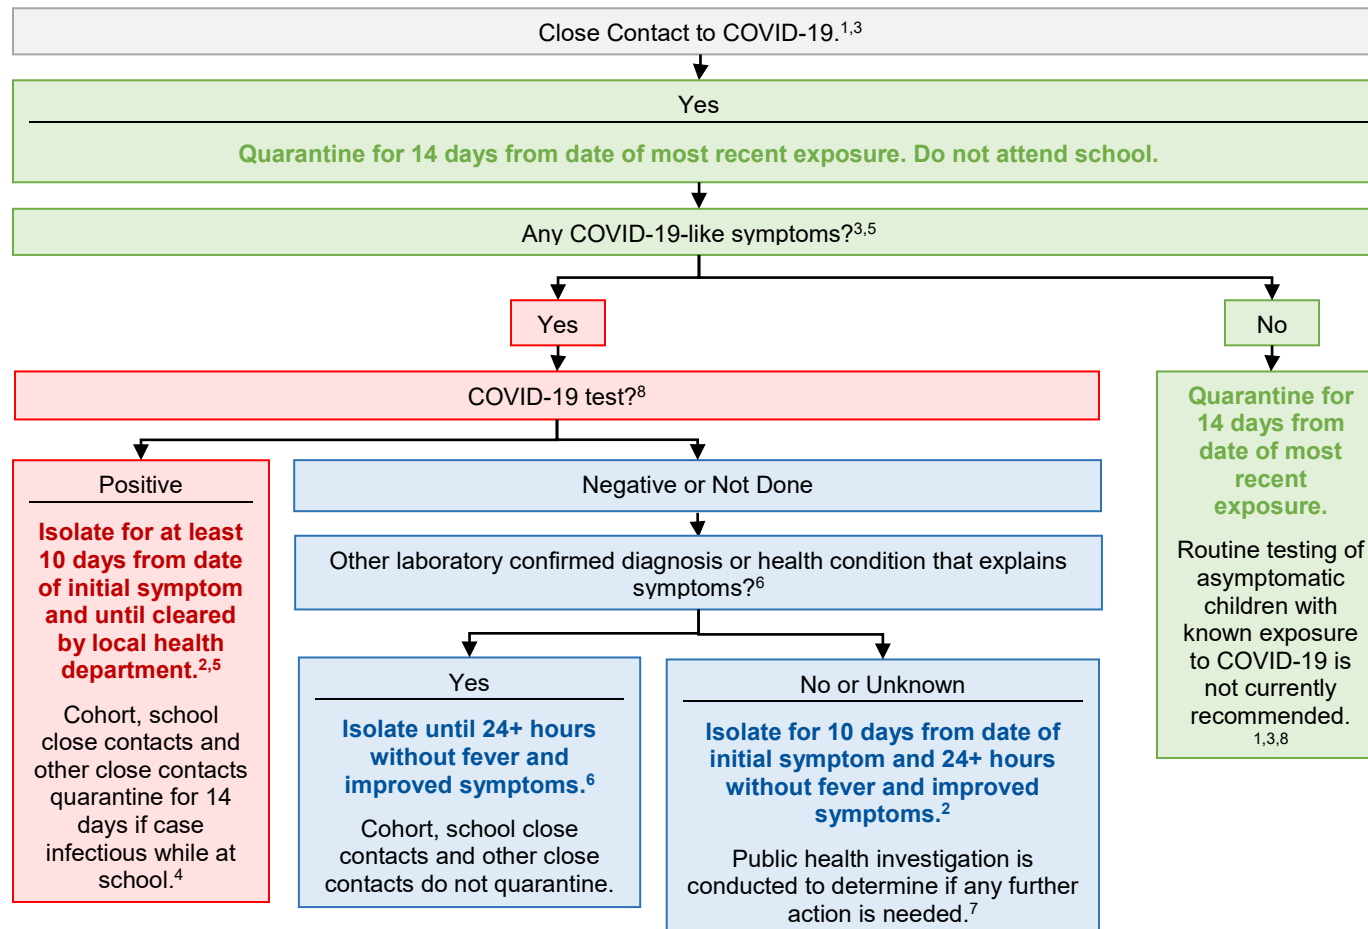 Close Contact to COVID-19.1,3
Yes
Quarantine for 14 days from date of most recent exposure. Do not attend school.
Any COVID-19-like symptoms?3,5
Yes
No
COVID-19 test?8
Positive
Isolate for at least
10 days from date
of initial symptom
and until cleared
by local health
department.2,5
Cohort, school
close contacts and
other close contacts
quarantine for 14
days if case
infectious while at
school.4
Negative or Not Done
Other laboratory confirmed diagnosis or health condition that explains
symptoms?6
Yes
Isolate until 24+ hours
without fever and
improved symptoms.6
Cohort, school close
contacts and other close
contacts do not quarantine.
No or Unknown
Isolate for 10 days from date of
initial symptom and 24+ hours
without fever and improved
symptoms.2
Public health investigation is
conducted to determine if any further
action is needed.7
Quarantine for
14 days from
date of most
recent
exposure.
Routine testing of
asymptomatic
children with
known exposure
to COVID-19 is
not currently
recommended.
1,3,8